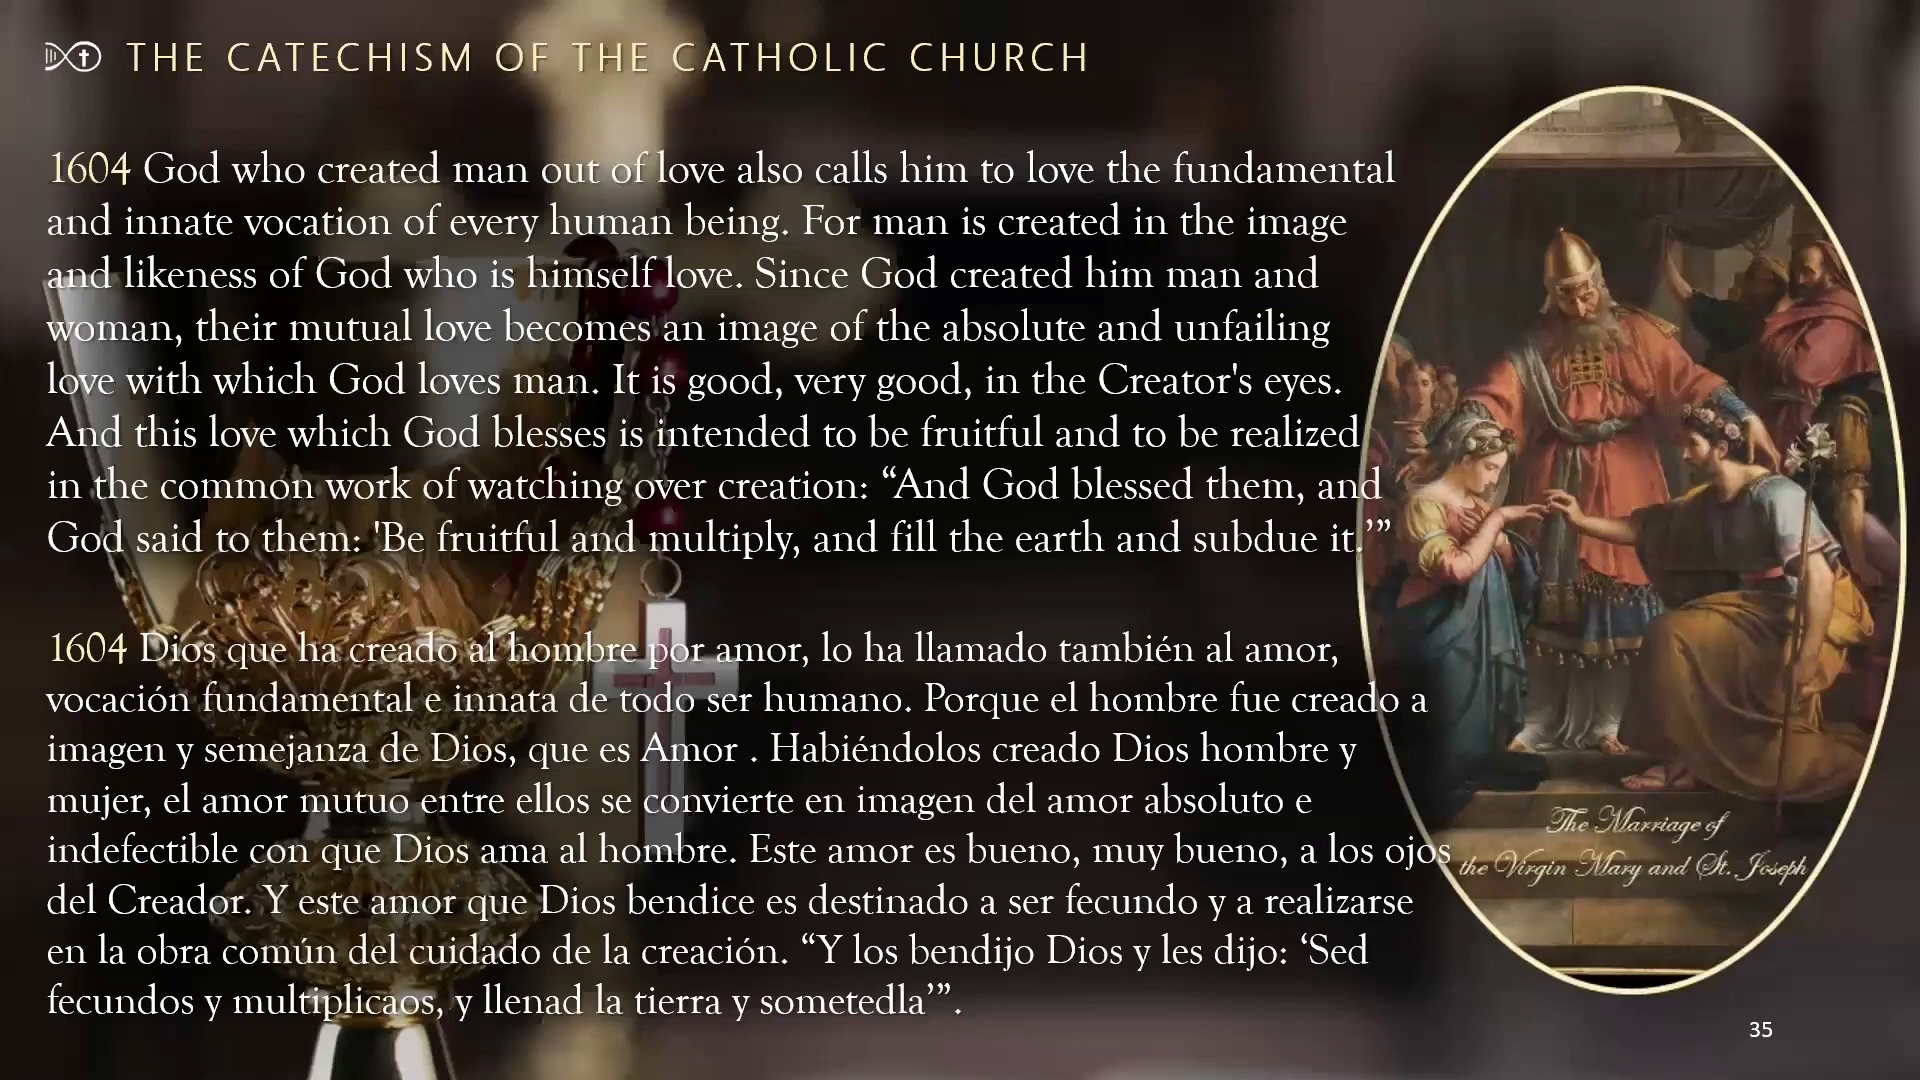 THE CATECHISM OF THE CATHOLIC CHURCH
1604 God who created man out of love also calls him to love the fundamental
and innate vocation of every human being. For man is created in the image
and likeness of God who is himself love. Since God created him man and
woman, their mutual love becomes an image of the absolute and unfailing
love with which God loves man. It is good, very good, in the Creator's eyes.
And this love which God blesses is intended to be fruitful and to be realized
in the common work of watching over creation: “And God blessed them, and
God said to them: 'Be fruitful and multiply, and fill the earth and subdue it.’”
1604 Dios que ha creado al hombre por amor, lo ha llamado también al amor,
vocación fundamental e innata de todo ser humano. Porque el hombre fue creado a
imagen y semejanza de Dios, que es Amor . Habiéndolos creado Dios hombre y
mujer, el amor mutuo entre ellos se convierte en imagen del amor absoluto e
indefectible con que Dios ama al hombre. Este amor es bueno, muy bueno, a los ojos
del Creador. Y este amor que Dios bendice es destinado a ser fecundo y a realizarse
en la obra común del cuidado de la creación. “Y los bendijo Dios y les dijo: ‘Sed
fecundos y multiplicaos, y llenad la tierra y sometedla’”.
The Marriage of
the Virgin Mary and St. Joseph
35